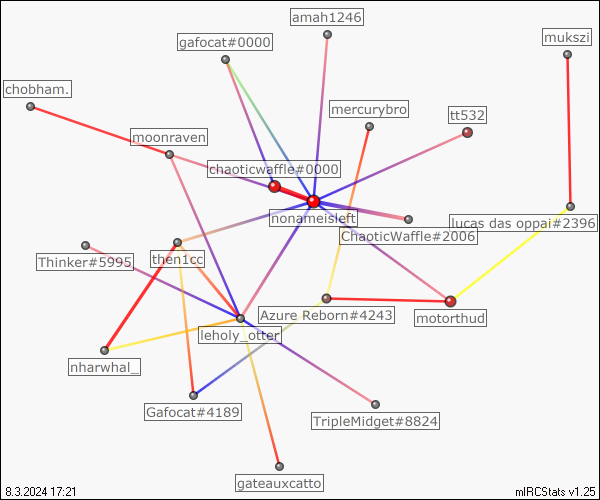 amah1246
gafocat#0000
mukszi
chobham.
mercurybro
tt532
moonraven
chaoticwaffle#0000
nonameisleft
lucas das oppai#2396
ChaoticWaffle#2006
then1cc
Thinker#5995
Azure Reborn#4243
motorthud
leholy_otter
nharwhal_
Gafocat#4189
TripleMidget#8824
gateauxcatto
8.3.2024 17:21
mIRCStats v1.25